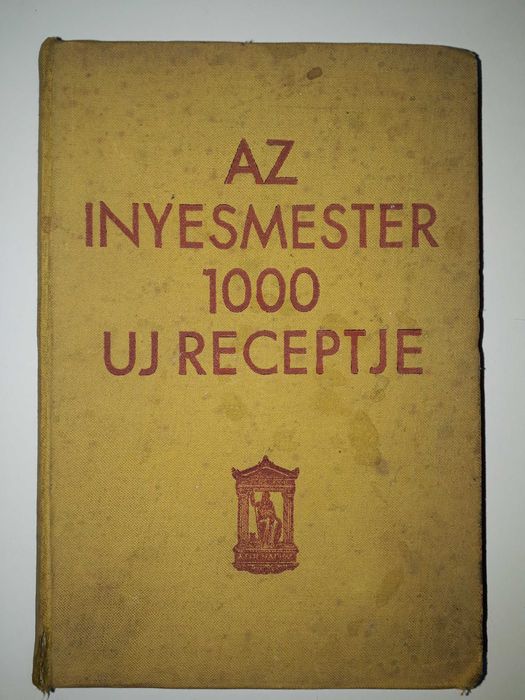 AZ
INYESMESTER
1000
UJ RECEPTJE